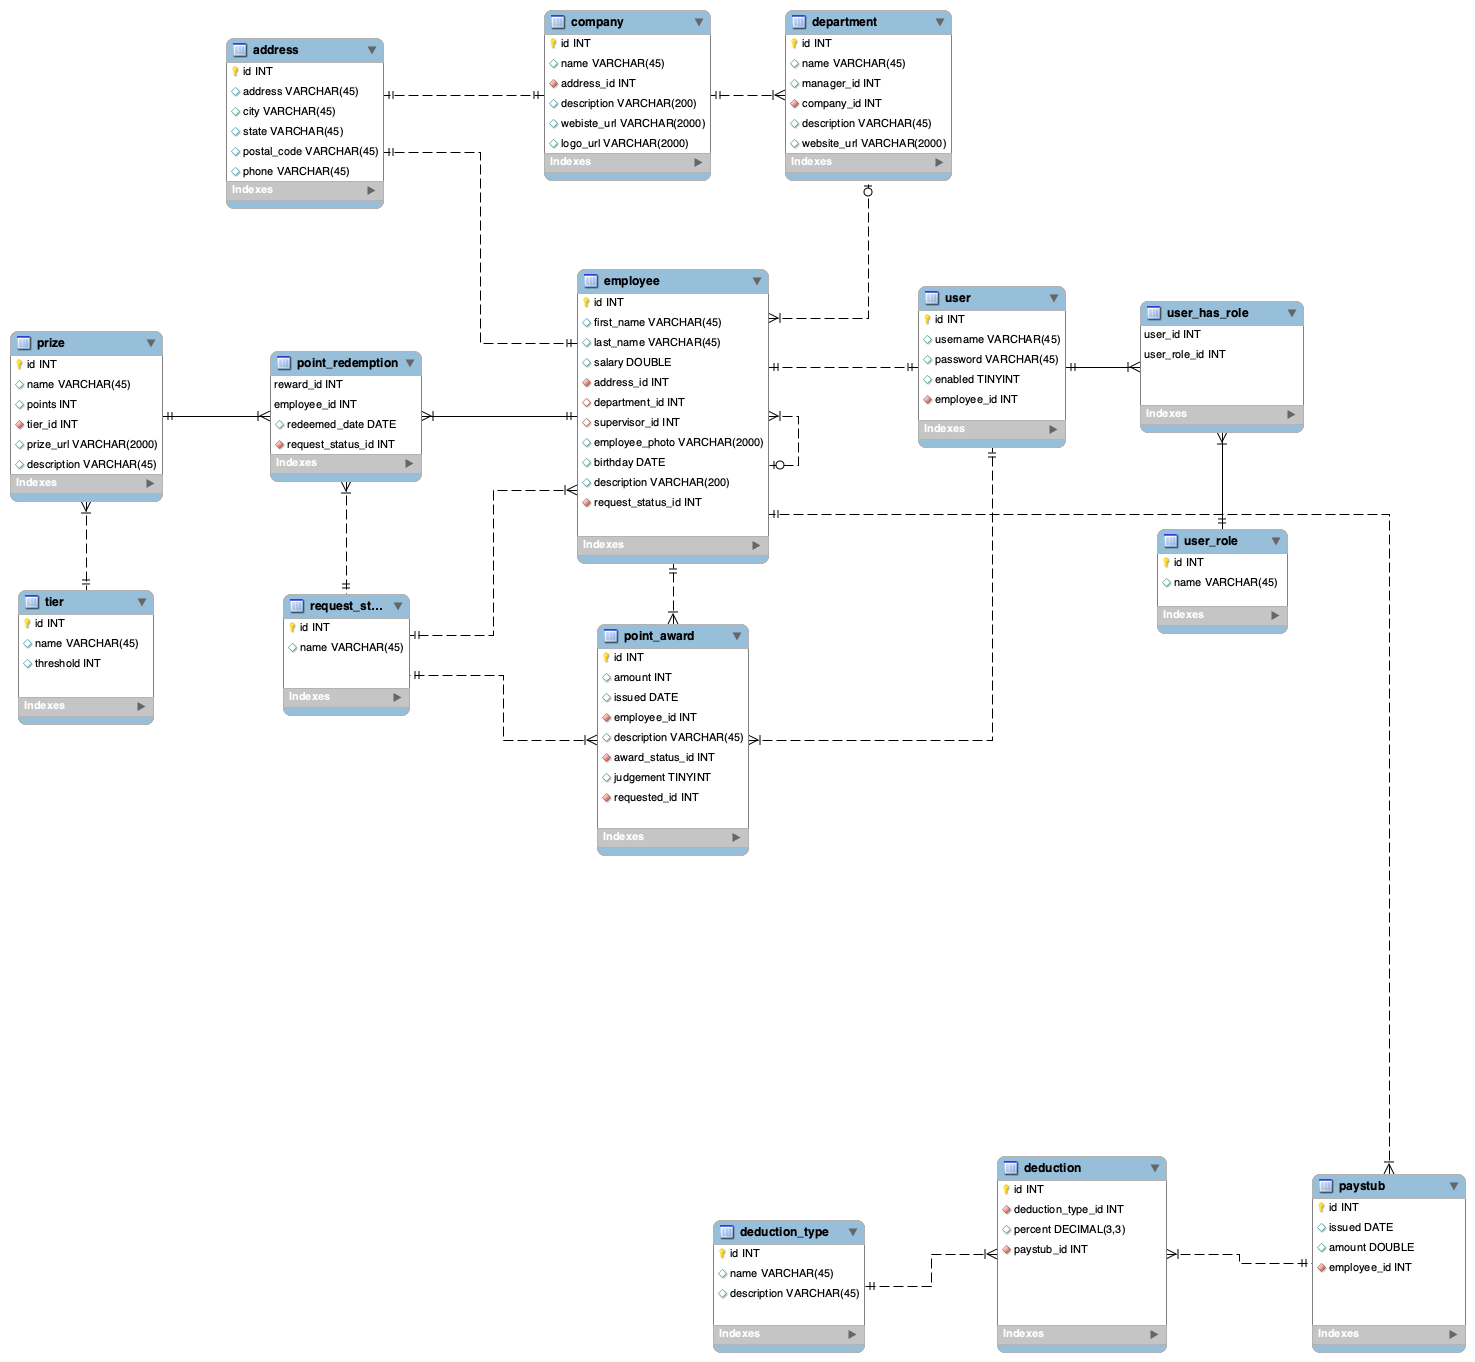 address
id INT
address VARCHAR(45)
city VARCHAR(45)
state VARCHAR(45)
postal_code VARCHAR(45)
phone VARCHAR(45)
Indexes
company
id INT
name VARCHAR(45)
address_id INT
description VARCHAR(200)
webiste_url VARCHAR(2000)
logo_url VARCHAR(2000)
Indexes
department
id INT
name VARCHAR(45)
manager_id INT
company_id INT
description VARCHAR(45)
website_url VARCHAR(2000)
Indexes
prize
id INT
name VARCHAR(45)
points INT
tier_id INT
prize_url VARCHAR(2000)
description VARCHAR(45)
Indexes
point_redemption
reward_id INT
employee_id INT
redeemed_date DATE
request_status_id INT
Indexes
employee
id INT
first_name VARCHAR(45)
last_name VARCHAR(45)
salary DOUBLE
address_id INT
department_id INT
supervisor_id INT
employee_photo VARCHAR(2000)
birthday DATE
description VARCHAR(200)
request_status_id INT
Indexes
user
id INT
username VARCHAR(45)
password VARCHAR(45)
enabled TINYINT
employee_id INT
Indexes
user_has_role
user_id INT
user_role_id INT
Indexes
user_role
id INT
name VARCHAR(45)
Indexes
tier
id INT
name VARCHAR(45)
threshold INT
Indexes
request_st...
id INT
name VARCHAR(45)
Indexes
point_award
id INT
amount INT
issued DATE
employee_id INT
description VARCHAR(45)
award_status_id INT
judgement TINYINT
requested_id INT
Indexes
deduction_type
id INT
name VARCHAR(45)
description VARCHAR(45)
Indexes
deduction
id INT
deduction_type_id INT
percent DECIMAL(3,3)
paystub_id INT
Indexes
paystub
id INT
issued DATE
amount DOUBLE
employee_id INT
Indexes